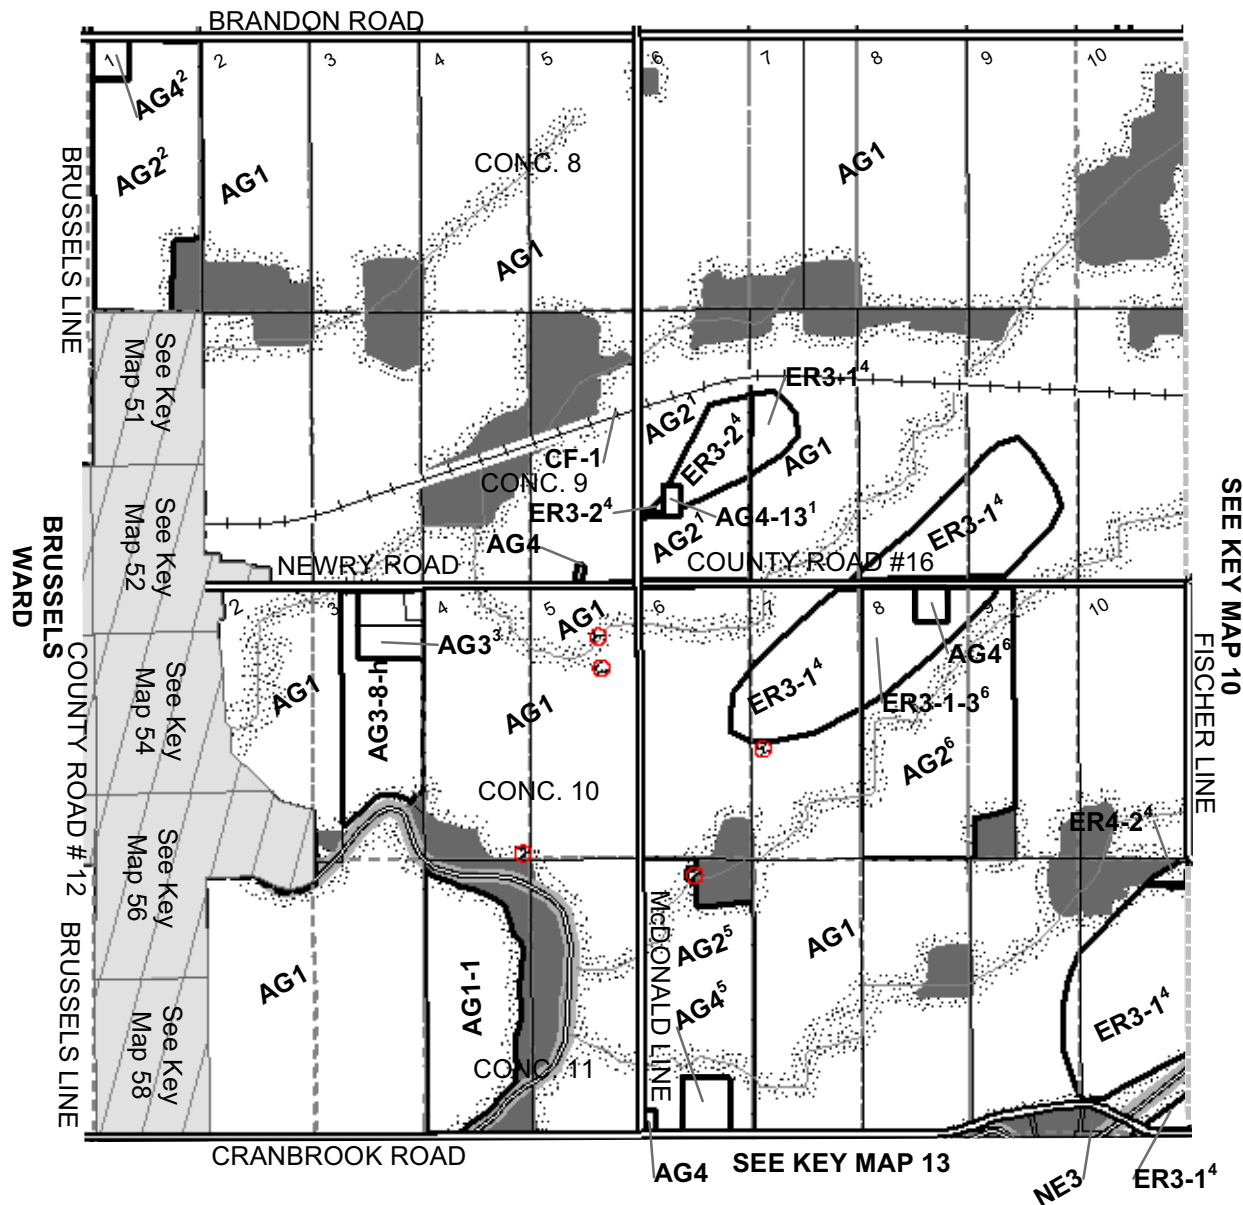 BRANDON ROAD
1
2
3
4
5
6
7
8
9
10
AG4²
AG2²
AG1
CONC. 8
AG1
AG1
BRUSSELS LINE
See Key Map 51
ER3-1⁴
AG2¹
ER3-2⁴
AG1
CF-1
CONC. 9
ER3-2⁴
AG4-13¹
AG2¹
ER3-1⁴
AG4
NEWRY ROAD
COUNTY ROAD #16
See Key Map 52
BRUSSELS WARD
SEE KEY MAP 10
2
3
4
5
6
7
8
9
10
AG1
AG3³
AG4⁶
AG1
AG3-8-h
AG1
ER3-1⁴
ER3-1-3⁶
See Key Map 54
COUNTY ROAD # 12
FISCHER LINE
AG2⁶
CONC. 10
ER4-2⁴
See Key Map 56
McDONALD LINE
AG2⁵
AG1
AG1
AG1-1
AG4⁵
ER3-1⁴
BRUSSELS LINE
See Key Map 58
CONC. 11
CRANBROOK ROAD
AG4
SEE KEY MAP 13
NE3
ER3-1⁴